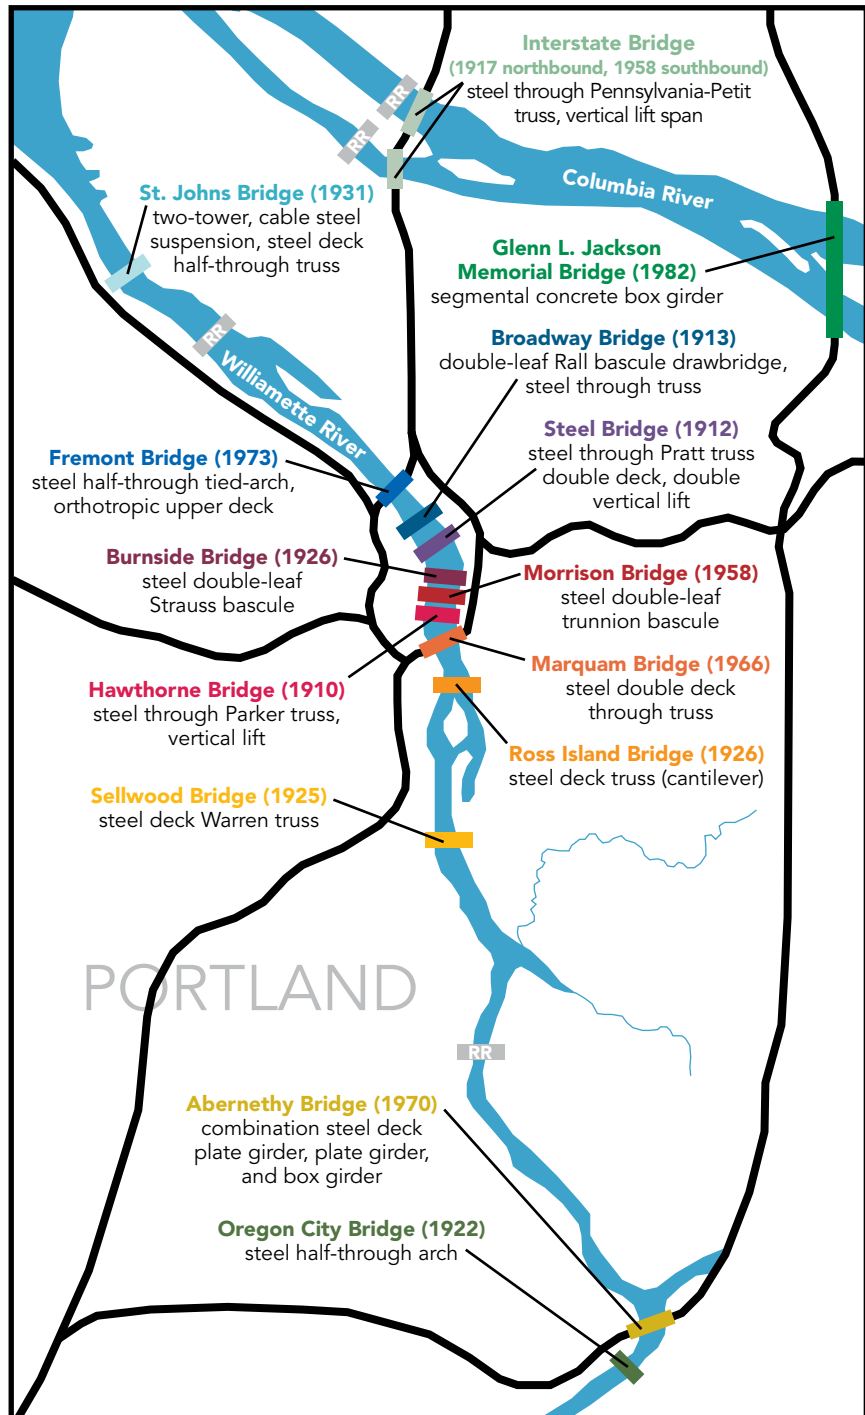 Interstate Bridge
(1917 northbound, 1958 southbound)
steel through Pennsylvania-Petit
truss, vertical lift span
RR
RR
Columbia River
St. Johns Bridge (1931)
two-tower, cable steel
suspension, steel deck
half-through truss
Glenn L. Jackson
Memorial Bridge (1982)
segmental concrete box girder
RR
Williamette River
Broadway Bridge (1913)
double-leaf Rall bascule drawbridge,
steel through truss
Steel Bridge (1912)
steel through Pratt truss
double deck, double
vertical lift
Fremont Bridge (1973)
steel half-through tied-arch,
orthotropic upper deck
Burnside Bridge (1926)
steel double-leaf
Strauss bascule
Morrison Bridge (1958)
steel double-leaf
trunnion bascule
Hawthorne Bridge (1910)
steel through Parker truss,
vertical lift
Marquam Bridge (1966)
steel double deck
through truss
Ross Island Bridge (1926)
steel deck truss (cantilever)
Sellwood Bridge (1925)
steel deck Warren truss
PORTLAND
RR
Abernethy Bridge (1970)
combination steel deck
plate girder, plate girder,
and box girder
Oregon City Bridge (1922)
steel half-through arch